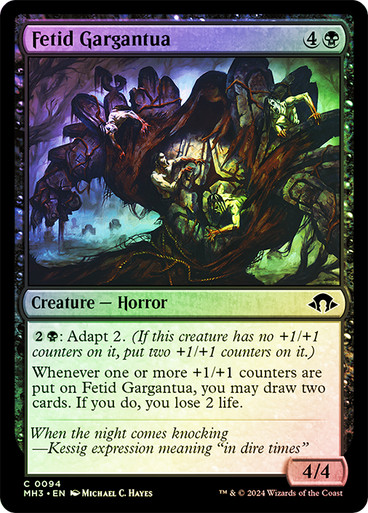 Fetid Gargantua 4
Creature — Horror
2: Adapt 2. (If this creature has no +1/+1
counters on it, put two +1/+1 counters on it.)
Whenever one or more +1/+1 counters are
put on Fetid Gargantua, you may draw two
cards. If you do, you lose 2 life.
When the night comes knocking
—Kessig expression meaning “in dire times”
4/4
C 0094
MH3 • EN Michael C. Hayes
™ & © 2024 Wizards of the Coast